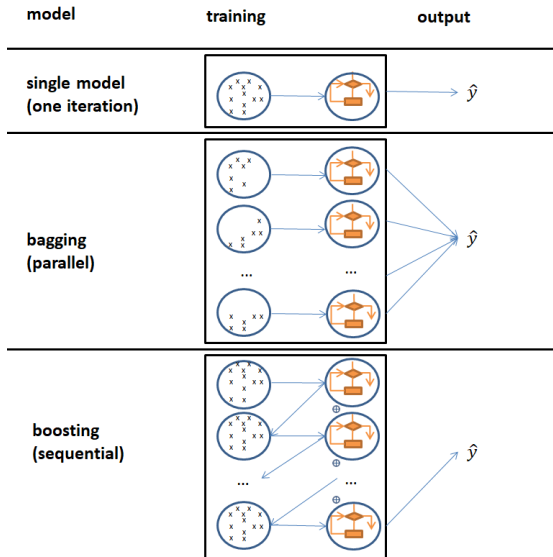 model training output
single model
(one iteration)
ŷ
bagging
(parallel)
...
...
ŷ
boosting
(sequential)
⊕
⊕
...
...
⊕
ŷ